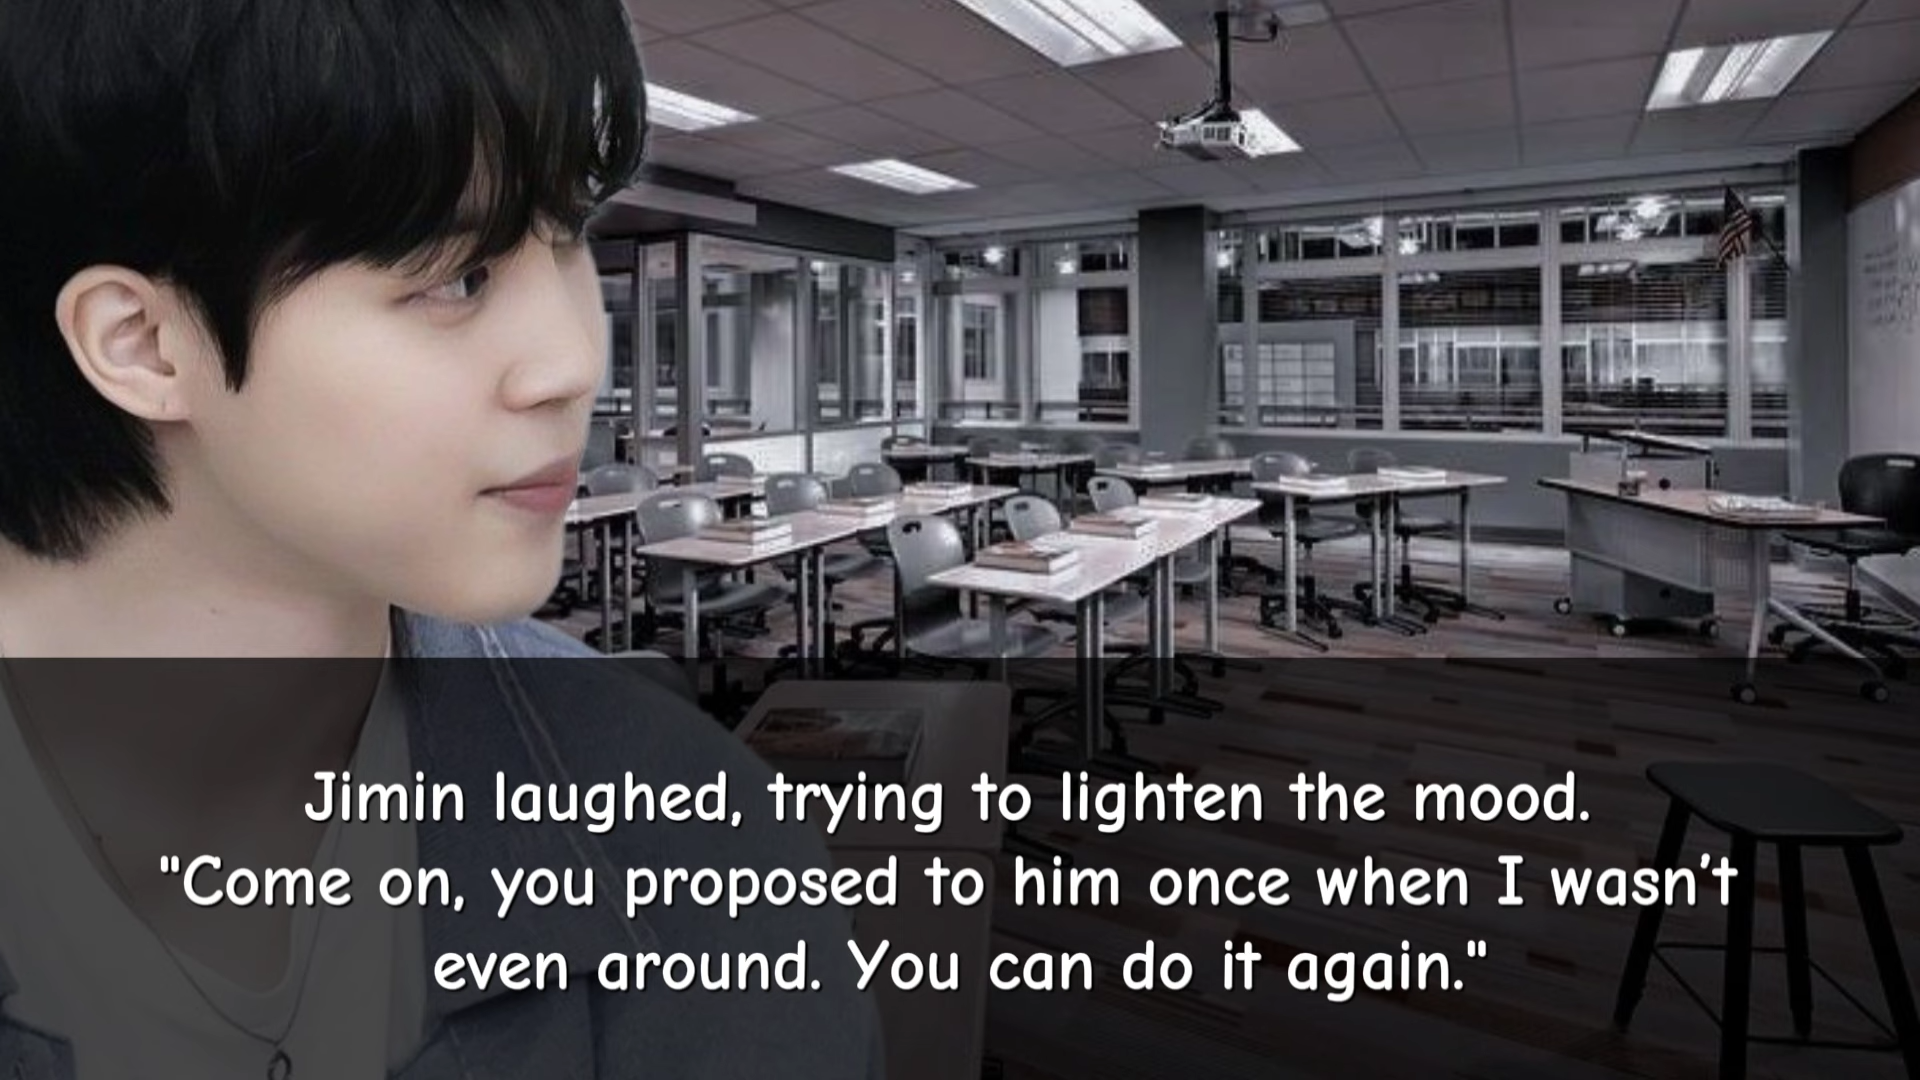 Jimin laughed, trying to lighten the mood.
"Come on, you proposed to him once when I wasn’t
even around. You can do it again."